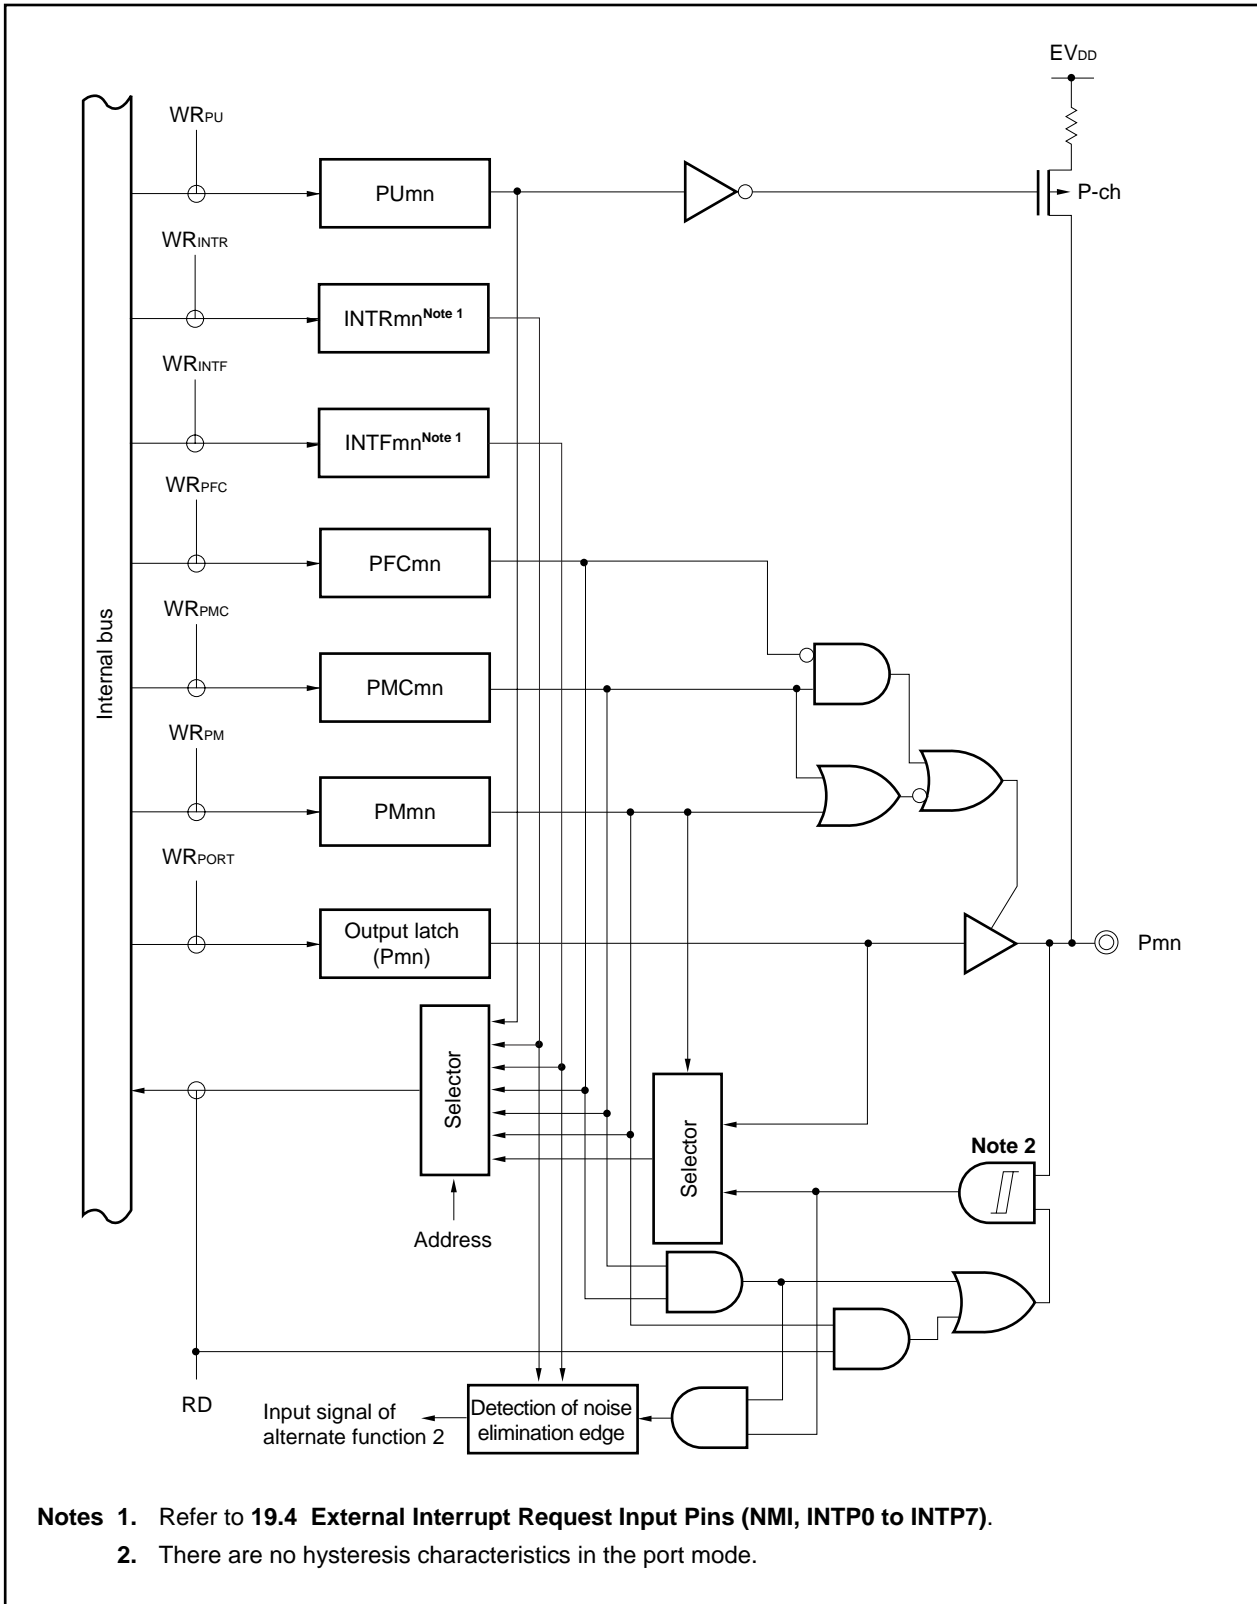 EVDD
WRPU
PUmn
P-ch
WRINTR
INTRmnNote 1
WRINTF
INTFmnNote 1
WRPFC
PFCmn
WRPMC
PMCmn
Internal bus
WRPM
PMmn
WRPORT
Output latch
(Pmn)
Pmn
Selector
Selector
Note 2
Address
RD
Input signal of
alternate function 2
Detection of noise
elimination edge
Notes 1. Refer to 19.4 External Interrupt Request Input Pins (NMI, INTP0 to INTP7).
2. There are no hysteresis characteristics in the port mode.